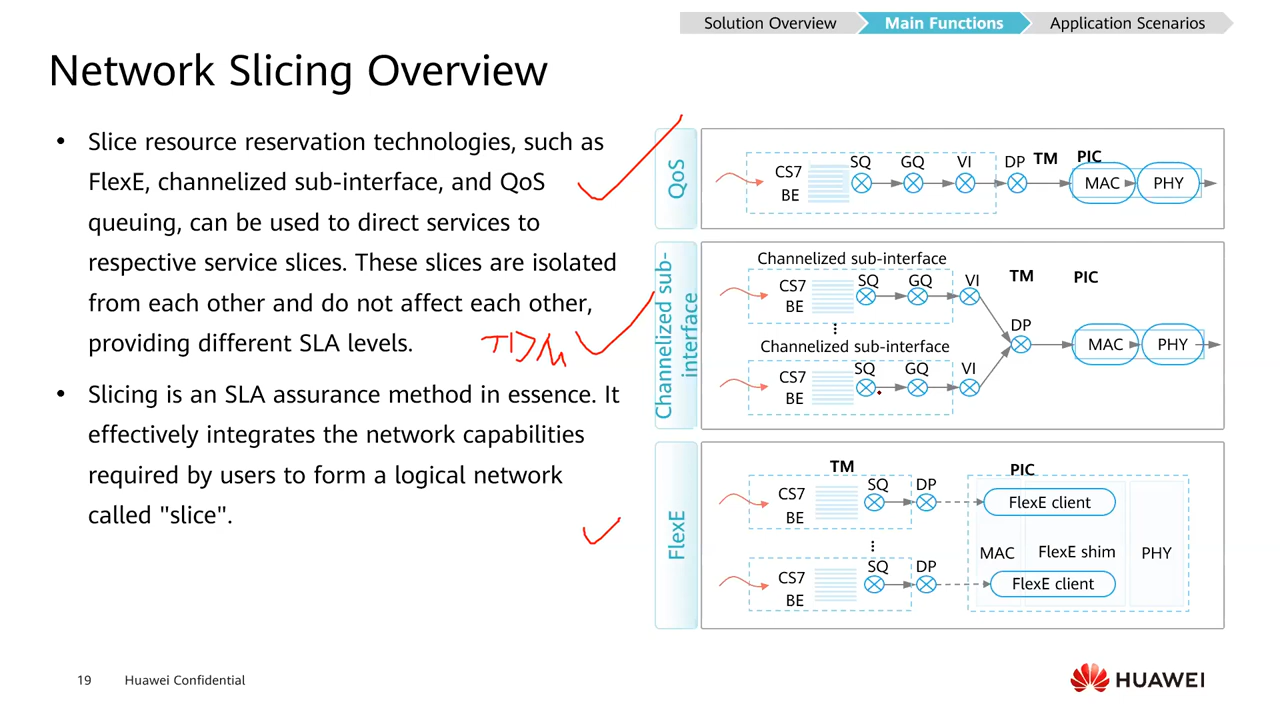 Solution Overview
Main Functions
Application Scenarios
Network Slicing Overview
• Slice resource reservation technologies, such as
FlexE, channelized sub-interface, and QoS
queuing, can be used to direct services to
respective service slices. These slices are isolated
from each other and do not affect each other,
providing different SLA levels.
TDM
• Slicing is an SLA assurance method in essence. It
effectively integrates the network capabilities
required by users to form a logical network
called "slice".
QoS
CS7
BE
SQ
GQ
VI
DP
TM
PIC
MAC
PHY
Channelized sub-
interface
Channelized sub-interface
CS7
BE
SQ
GQ
VI
TM
PIC
DP
MAC
PHY
Channelized sub-interface
CS7
BE
SQ
GQ
VI
FlexE
TM
PIC
CS7
BE
SQ
DP
FlexE client
MAC
FlexE shim
PHY
CS7
BE
SQ
DP
FlexE client
19
Huawei Confidential
HUAWEI